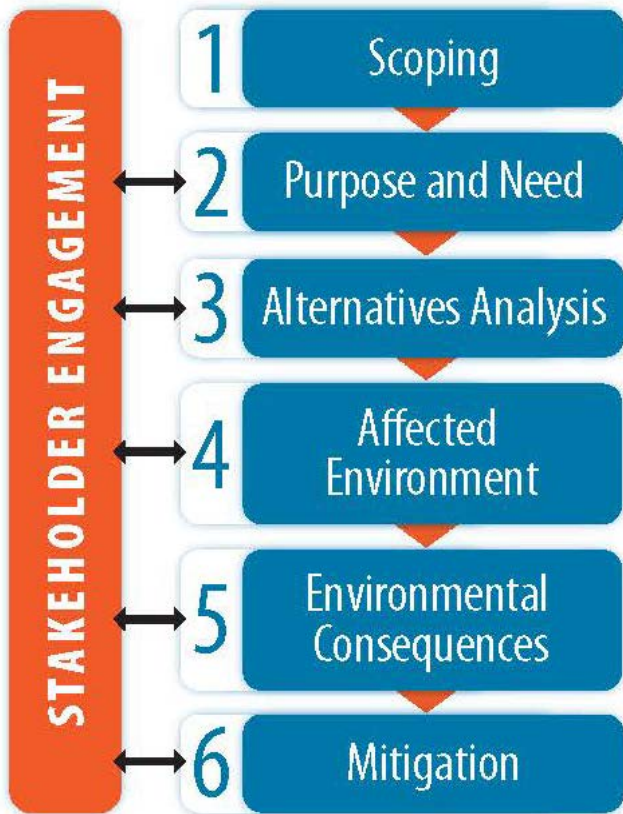 STAKEHOLDER ENGAGEMENT
1 Scoping
2 Purpose and Need
3 Alternatives Analysis
4 Affected
Environment
5 Environmental
Consequences
6 Mitigation